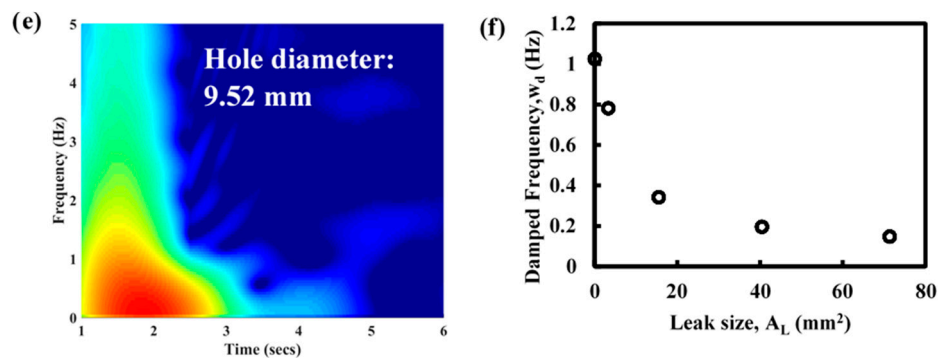 (e)
Hole diameter:
9.52 mm
Frequency (Hz)
5
4
3
2
1
0
1 2 3 4 5 6
Time (secs)
(f)
Damped Frequency,w_d (Hz)
1.2
1
0.8
0.6
0.4
0.2
0
0 20 40 60 80
Leak size, A_L (mm²)